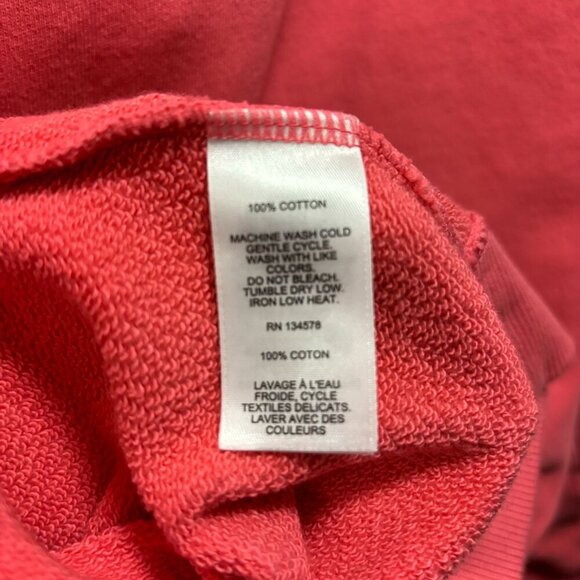 100% COTTON
MACHINE WASH COLD
GENTLE CYCLE.
WASH WITH LIKE
COLORS.
DO NOT BLEACH.
TUMBLE DRY LOW.
IRON LOW HEAT.
RN 134578
100% COTON
LAVAGE À L'EAU
FROIDE, CYCLE
TEXTILES DELICATS.
LAVER AVEC DES
COULEURS